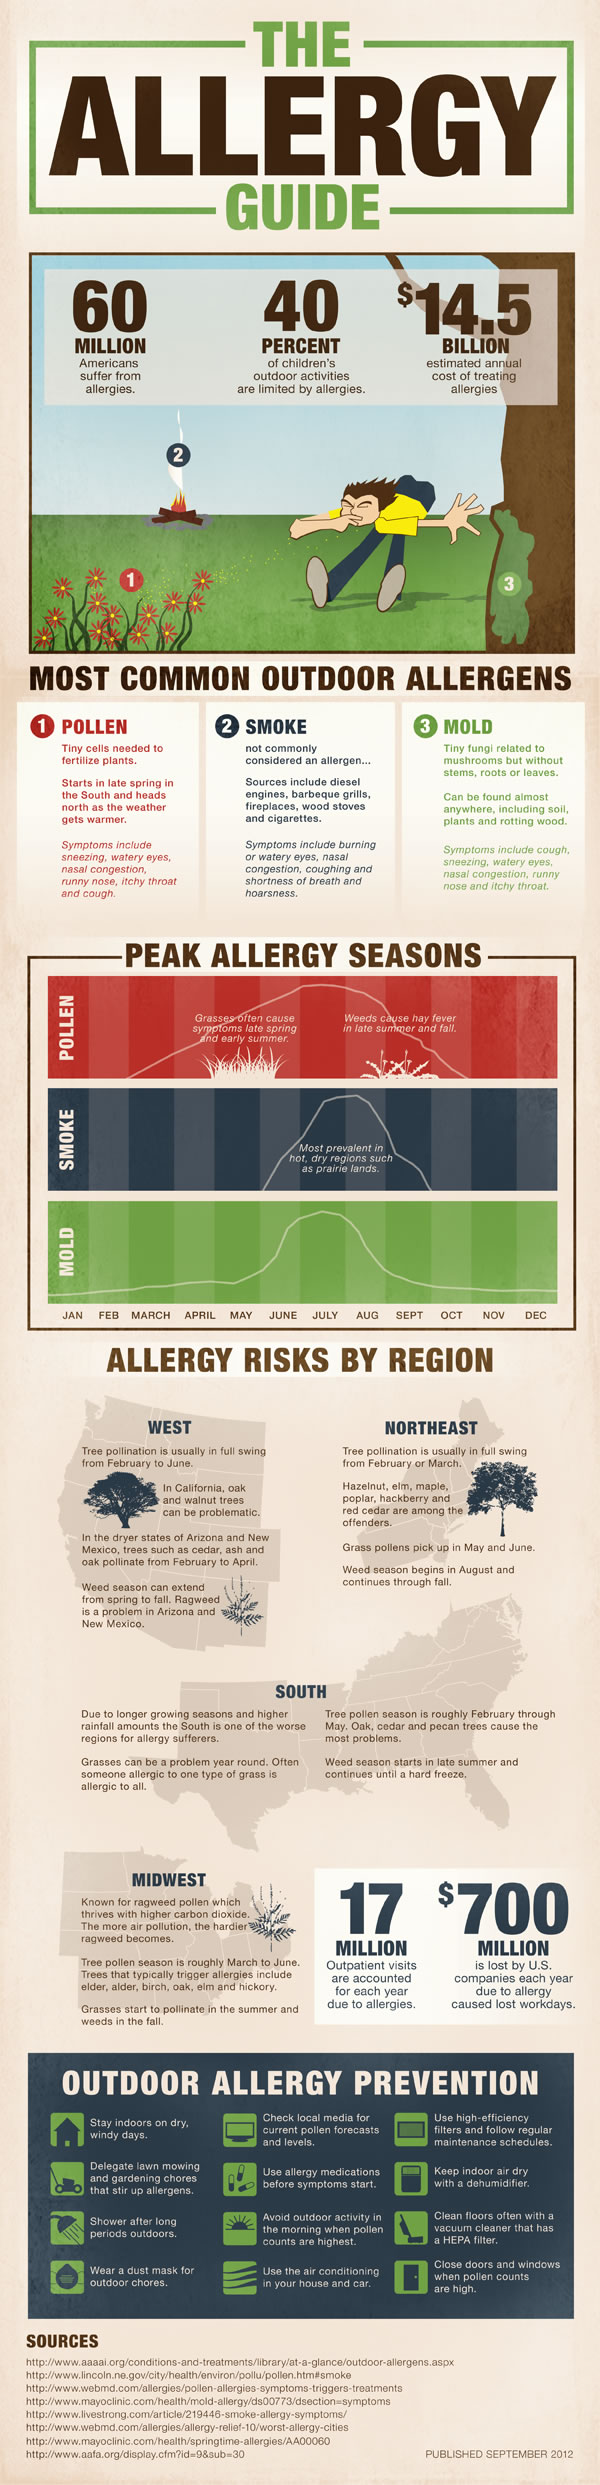 THE
ALLERGY
GUIDE
60
MILLION
Americans
suffer from
allergies.
40
PERCENT
of children's
outdoor activities
are limited by allergies.
$14.5
BILLION
estimated annual
cost of treating
allergies
2
1
3
MOST COMMON OUTDOOR ALLERGENS
1 POLLEN
Tiny cells needed to
fertilize plants.
Starts in late spring in
the South and heads
north as the weather
gets warmer.
Symptoms include
sneezing, watery eyes,
nasal congestion,
runny nose, itchy throat
and cough.
2 SMOKE
not commonly
considered an allergen...
Sources include diesel
engines, barbeque grills,
fireplaces, wood stoves
and cigarettes.
Symptoms include burning
or watery eyes, nasal
congestion, coughing and
shortness of breath and
hoarsness.
3 MOLD
Tiny fungi related to
mushrooms but without
stems, roots or leaves.
Can be found almost
anywhere, including soil,
plants and rotting wood.
Symptoms include cough,
sneezing, watery eyes,
nasal congestion, runny
nose and itchy throat.
PEAK ALLERGY SEASONS
POLLEN
Grasses often cause
symptoms late spring
and early summer.
Weeds cause hay fever
in late summer and fall.
SMOKE
Most prevalent in
hot, dry regions such
as prairie lands.
MOLD
JAN FEB MARCH APRIL MAY JUNE JULY AUG SEPT OCT NOV DEC
ALLERGY RISKS BY REGION
WEST
Tree pollination is usually in full swing
from February to June.
In California, oak
and walnut trees
can be problematic.
In the dryer states of Arizona and New
Mexico, trees such as cedar, ash and
oak pollinate from February to April.
Weed season can extend
from spring to fall. Ragweed
is a problem in Arizona and
New Mexico.
NORTHEAST
Tree pollination is usually in full swing
from February or March.
Hazelnut, elm, maple,
poplar, hackberry and
red cedar are among the
offenders.
Grass pollens pick up in May and June.
Weed season begins in August and
continues through fall.
SOUTH
Due to longer growing seasons and higher
rainfall amounts the South is one of the worse
regions for allergy sufferers.
Grasses can be a problem year round. Often
someone allergic to one type of grass is
allergic to all.
Tree pollen season is roughly February through
May. Oak, cedar and pecan trees cause the
most problems.
Weed season starts in late summer and
continues until a hard freeze.
MIDWEST
Known for ragweed pollen which
thrives with higher carbon dioxide.
The more air pollution, the hardier
ragweed becomes.
Tree pollen season is roughly March to June.
Trees that typically trigger allergies include
elder, alder, birch, oak, elm and hickory.
Grasses start to pollinate in the summer and
weeds in the fall.
17
MILLION
Outpatient visits
are accounted
for each year
due to allergies.
$700
MILLION
is lost by U.S.
companies each year
due to allergy
caused lost workdays.
OUTDOOR ALLERGY PREVENTION
Stay indoors on dry,
windy days.
Delegate lawn mowing
and gardening chores
that stir up allergens.
Shower after long
periods outdoors.
Wear a dust mask for
outdoor chores.
Check local media for
current pollen forecasts
and levels.
Use allergy medications
before symptoms start.
Avoid outdoor activity in
the morning when pollen
counts are highest.
Use the air conditioning
in your house and car.
Use high-efficiency
filters and follow regular
maintenance schedules.
Keep indoor air dry
with a dehumidifier.
Clean floors often with a
vacuum cleaner that has
a HEPA filter.
Close doors and windows
when pollen counts
are high.
SOURCES
http://www.aaaai.org/conditions-and-treatments/library/at-a-glance/outdoor-allergens.aspx
http://www.lincoln.ne.gov/city/health/environ/pollu/pollen.htm#smoke
http://www.webmd.com/allergies/pollen-allergies-symptoms-triggers-treatments
http://www.mayoclinic.com/health/mold-allergy/ds00773/dsection=symptoms
http://www.livestrong.com/article/219446-smoke-allergy-symptoms/
http://www.webmd.com/allergies/allergy-relief-10/worst-allergy-cities
http://www.mayoclinic.com/health/springtime-allergies/AA00060
http://www.aafa.org/display.cfm?id=9&sub=30
PUBLISHED SEPTEMBER 2012